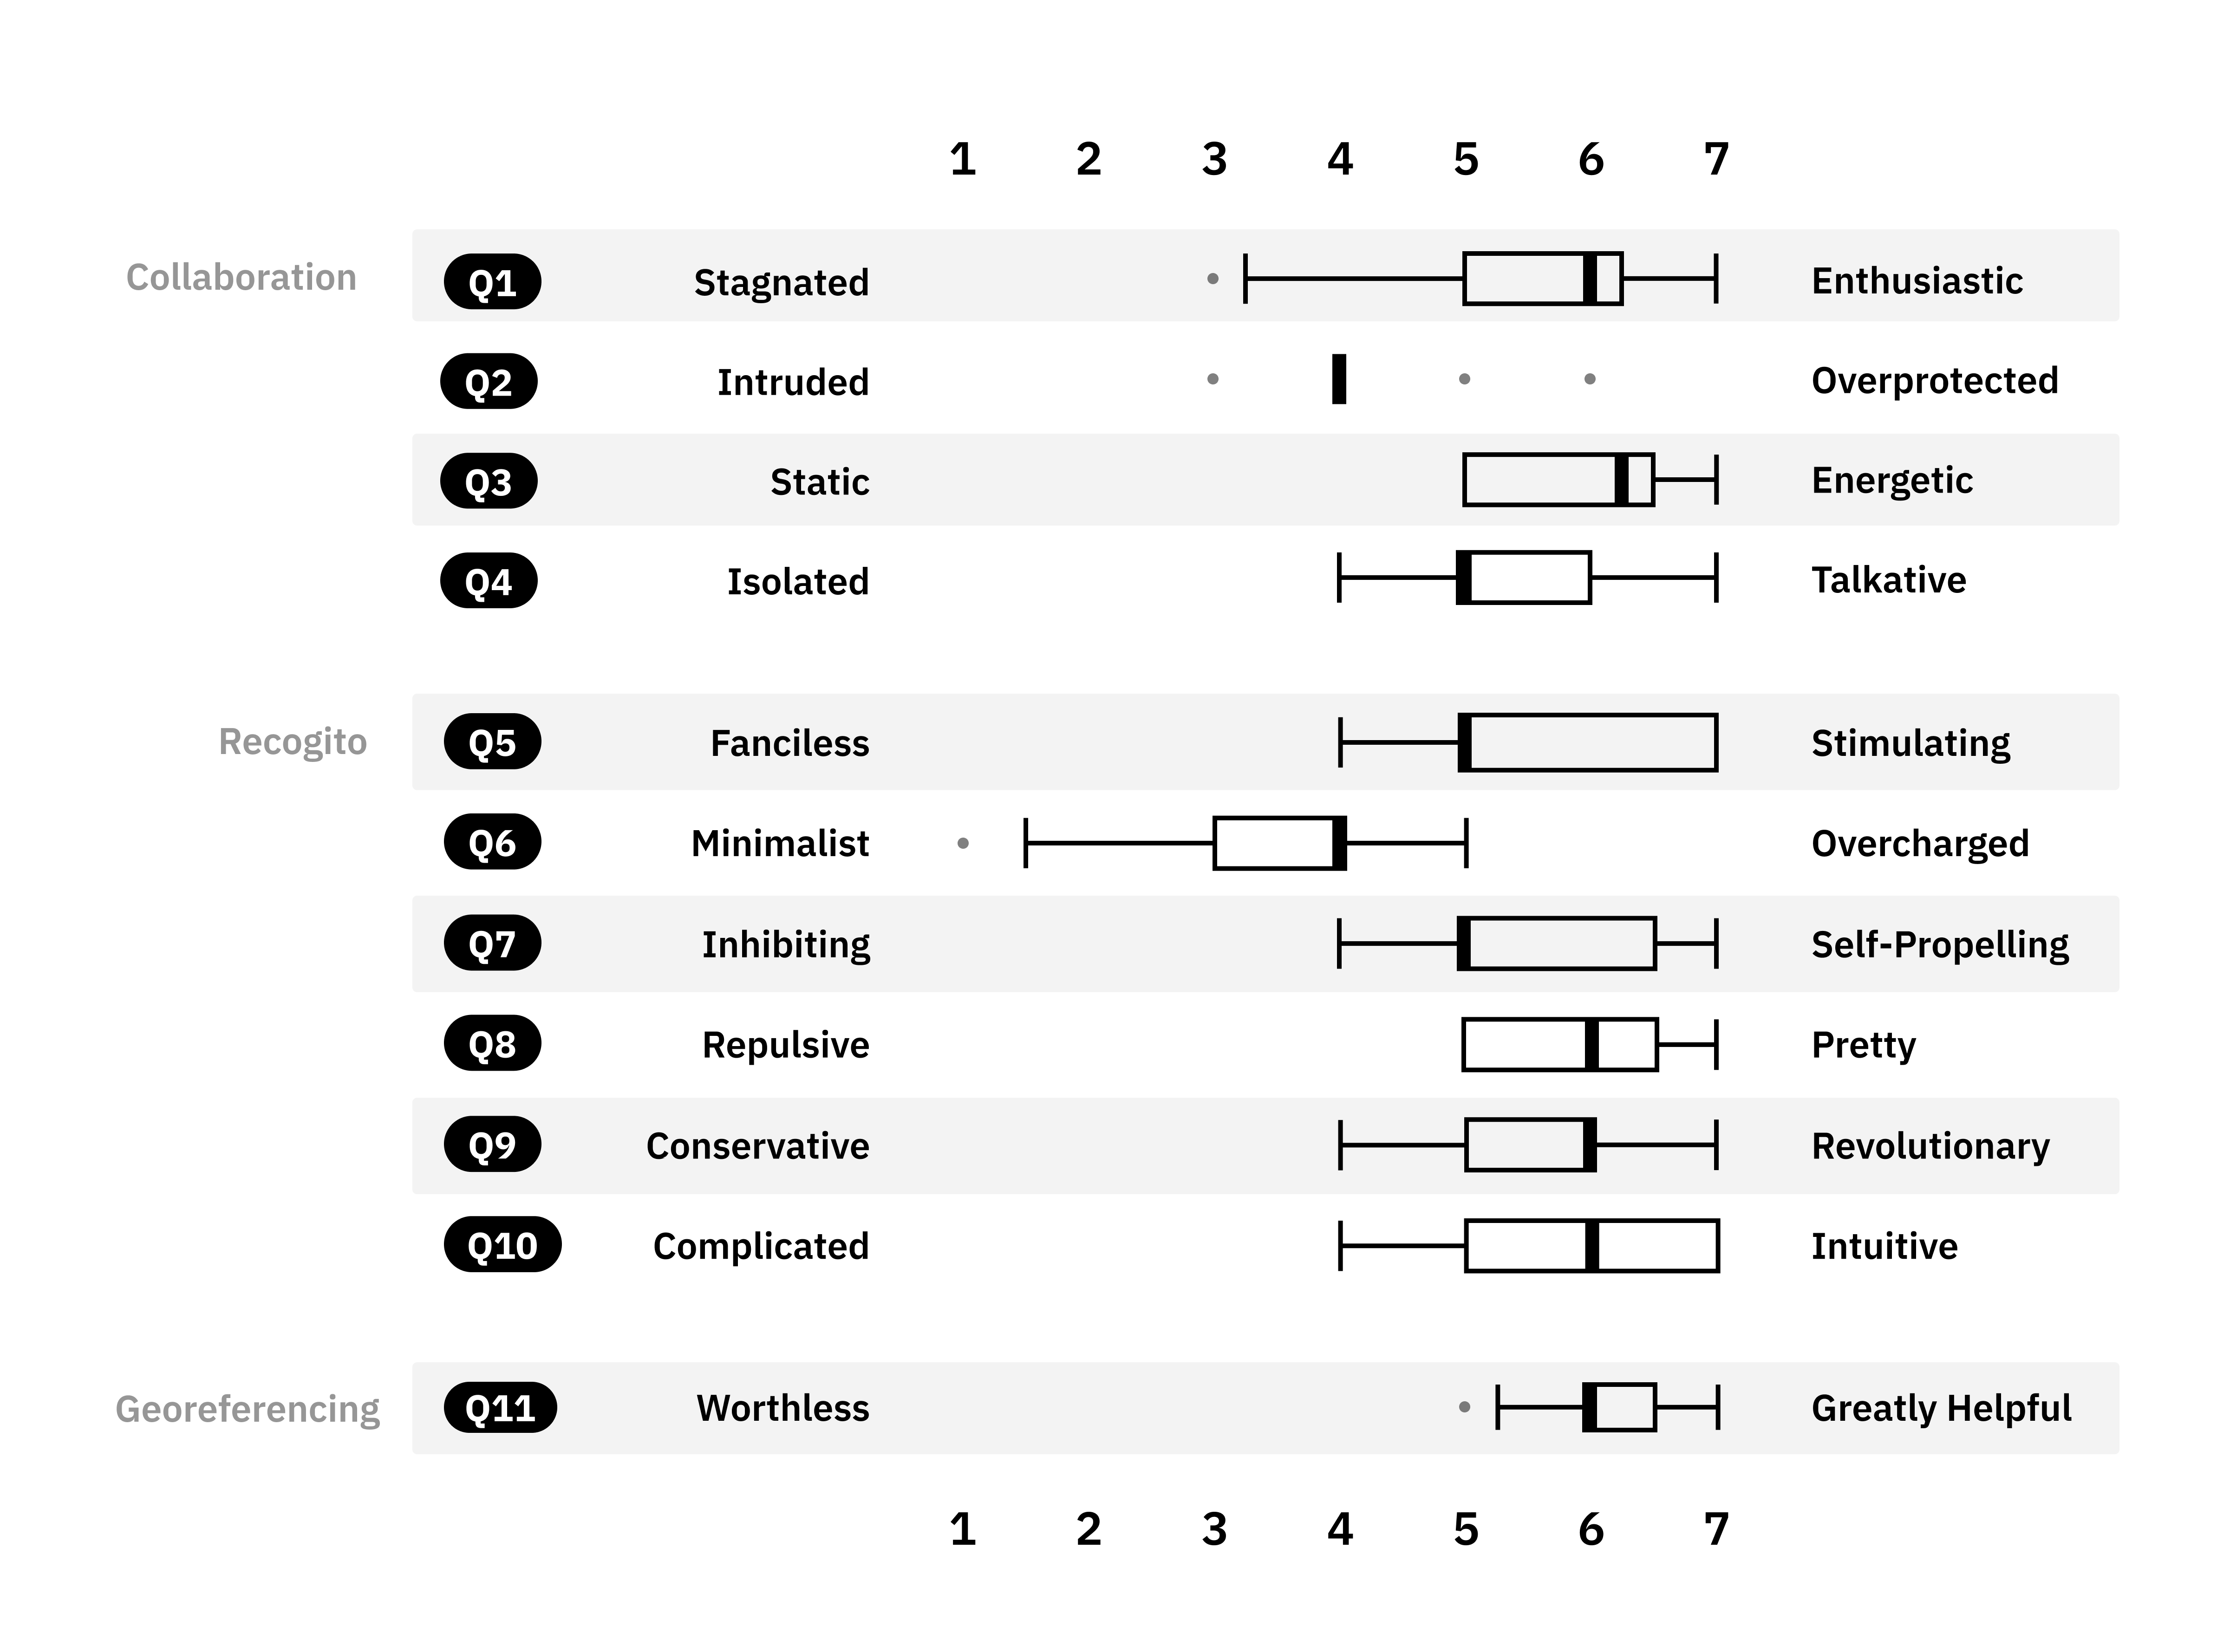 1 2 3 4 5 6 7
Collaboration Q1 Stagnated Enthusiastic
Q2 Intruded Overprotected
Q3 Static Energetic
Q4 Isolated Talkative
Recogito Q5 Fanciless Stimulating
Q6 Minimalist Overcharged
Q7 Inhibiting Self-Propelling
Q8 Repulsive Pretty
Q9 Conservative Revolutionary
Q10 Complicated Intuitive
Georeferencing Q11 Worthless Greatly Helpful
1 2 3 4 5 6 7